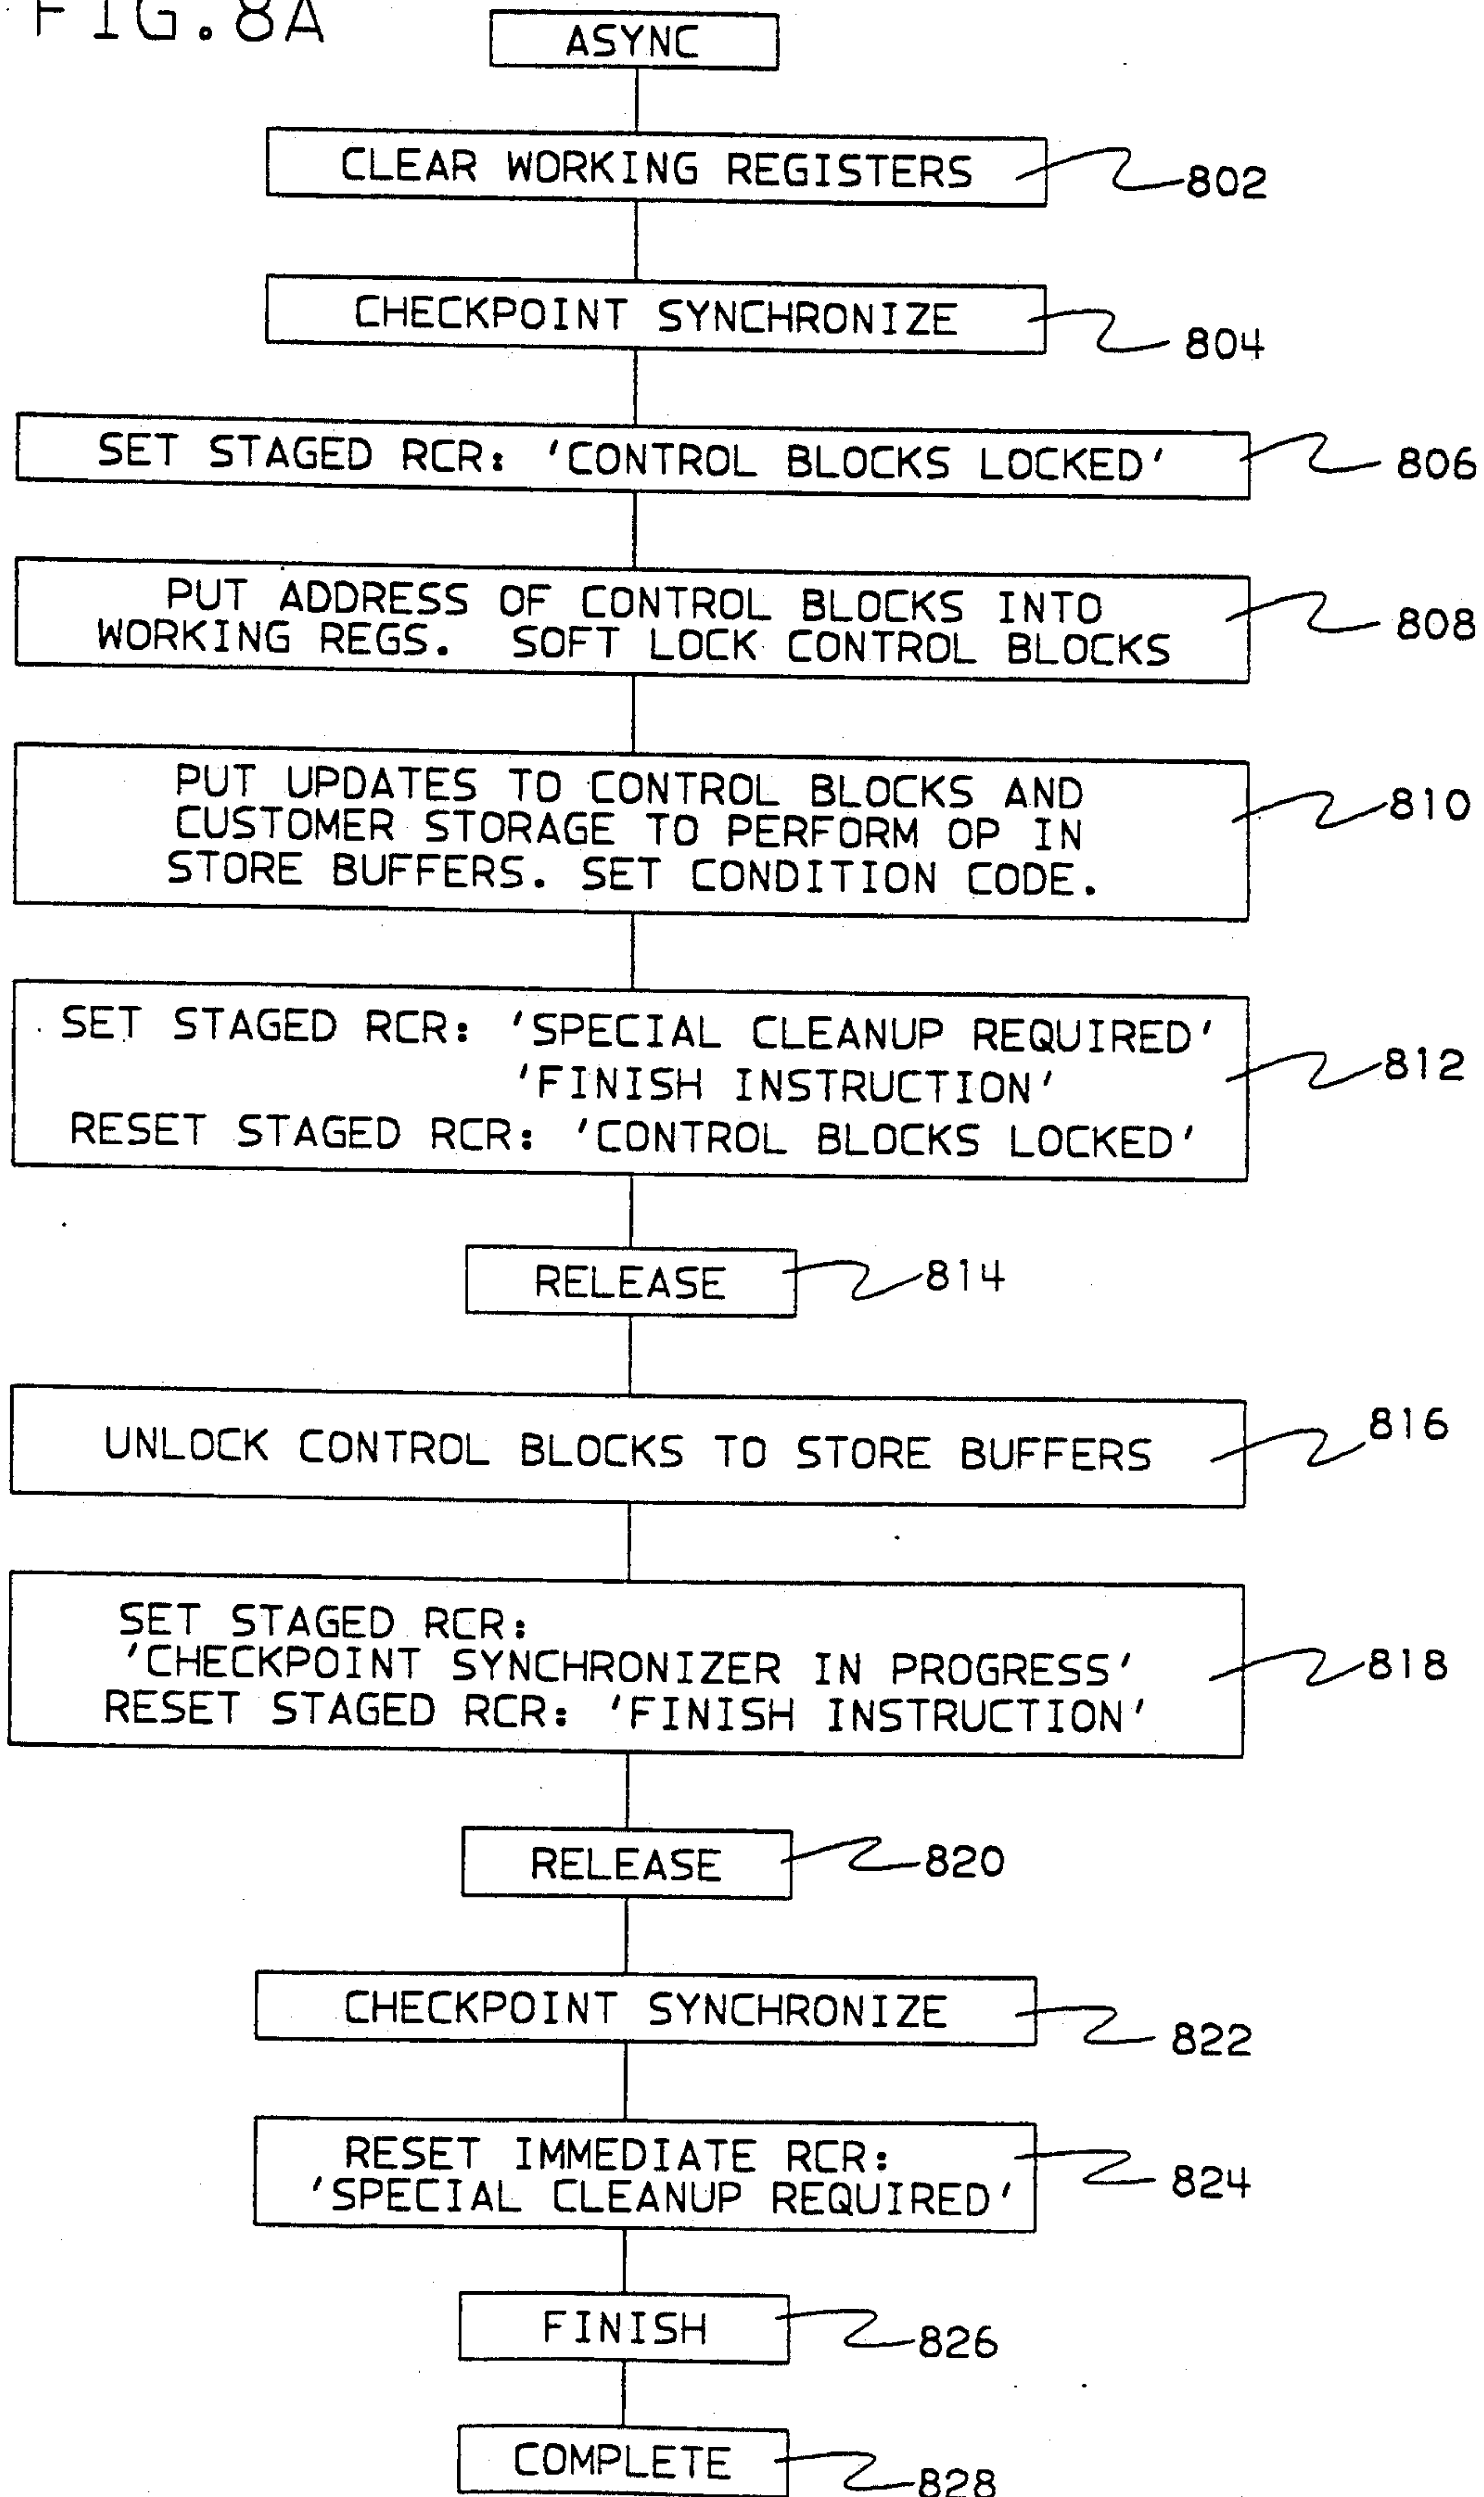 FIG.8A
ASYNC
CLEAR WORKING REGISTERS
802
CHECKPOINT SYNCHRONIZE
804
SET STAGED RCR: 'CONTROL BLOCKS LOCKED'
806
PUT ADDRESS OF CONTROL BLOCKS INTO
WORKING REGS. SOFT LOCK CONTROL BLOCKS
808
PUT UPDATES TO CONTROL BLOCKS AND
CUSTOMER STORAGE TO PERFORM OP IN
STORE BUFFERS. SET CONDITION CODE.
810
SET STAGED RCR: 'SPECIAL CLEANUP REQUIRED'
'FINISH INSTRUCTION'
RESET STAGED RCR: 'CONTROL BLOCKS LOCKED'
812
RELEASE
814
UNLOCK CONTROL BLOCKS TO STORE BUFFERS
816
SET STAGED RCR:
'CHECKPOINT SYNCHRONIZER IN PROGRESS'
RESET STAGED RCR: 'FINISH INSTRUCTION'
818
RELEASE
820
CHECKPOINT SYNCHRONIZE
822
RESET IMMEDIATE RCR:
'SPECIAL CLEANUP REQUIRED'
824
FINISH
826
COMPLETE
828